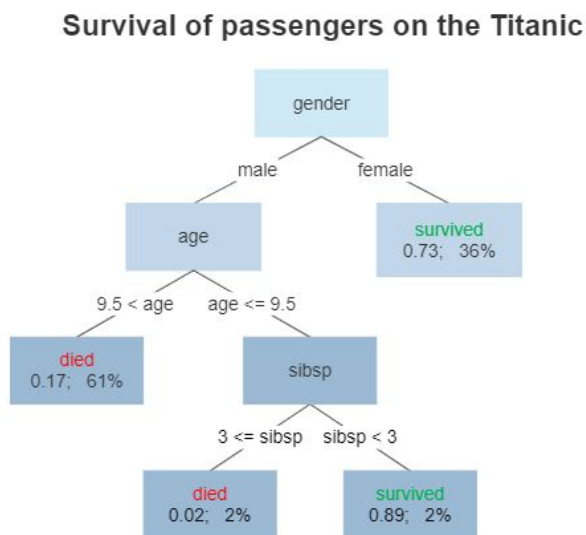 Survival of passengers on the Titanic
gender
male female
age
survived
0.73; 36%
9.5 < age age <= 9.5
died
0.17; 61%
sibsp
3 <= sibsp sibsp < 3
died
0.02; 2%
survived
0.89; 2%